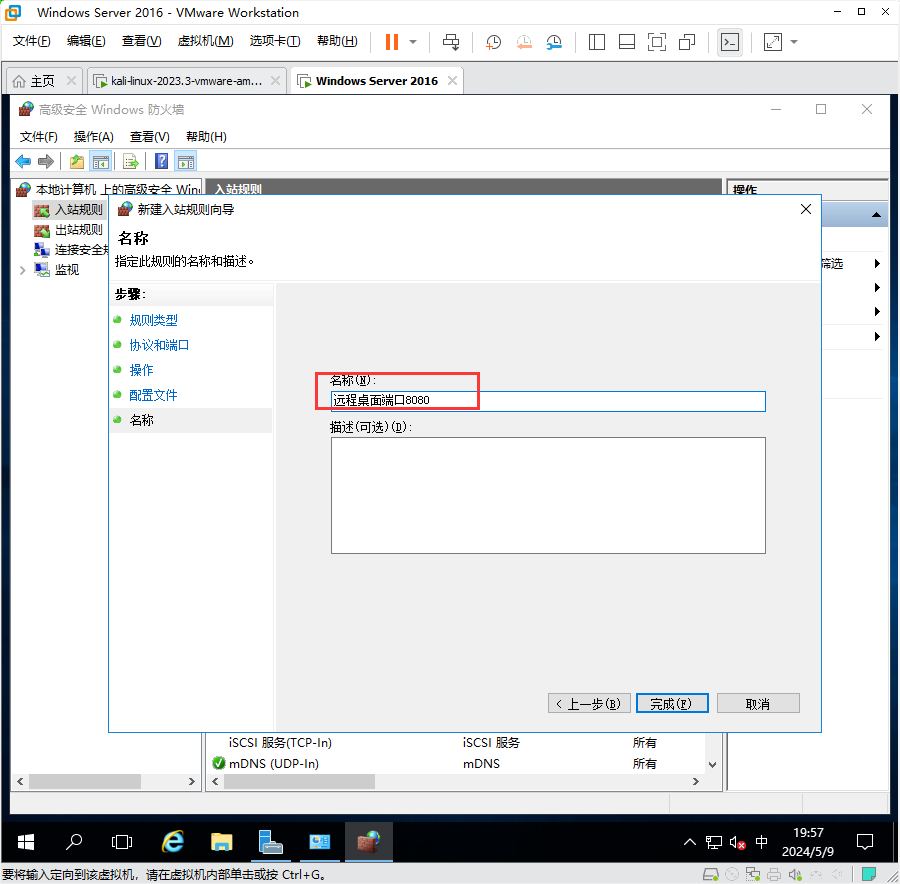 Windows Server 2016 - VMware Workstation
文件(F) 编辑(E) 查看(V) 虚拟机(M) 选项卡(T) 帮助(H)
主页 kali-linux-2023.3-vmware-am... Windows Server 2016
高级安全 Windows 防火墙
文件(F) 操作(A) 查看(V) 帮助(H)
本地计算机 上的高级安全 Wind 入站规则 操作
入站规则
出站规则
连接安全规
监视
筛选
新建入站规则向导
名称
指定此规则的名称和描述。
步骤:
规则类型
协议和端口
操作
配置文件
名称
名称(N):
远程桌面端口8080
描述(可选)(D):
< 上一步(B) 完成(F) 取消
iSCSI 服务(TCP-In) iSCSI 服务 所有
mDNS (UDP-In) mDNS 所有
中
19:57
2024/5/9
要将输入定向到该虚拟机，请在虚拟机内部单击或按 Ctrl+G。